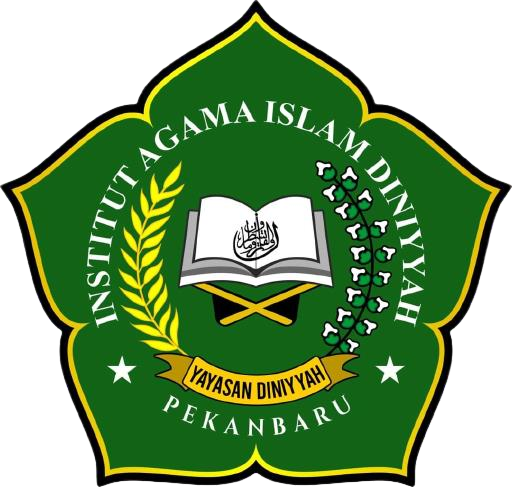 INSTITUT AGAMA ISLAM DINIYYAH
YAYASAN DINIYYAH
PEKANBARU